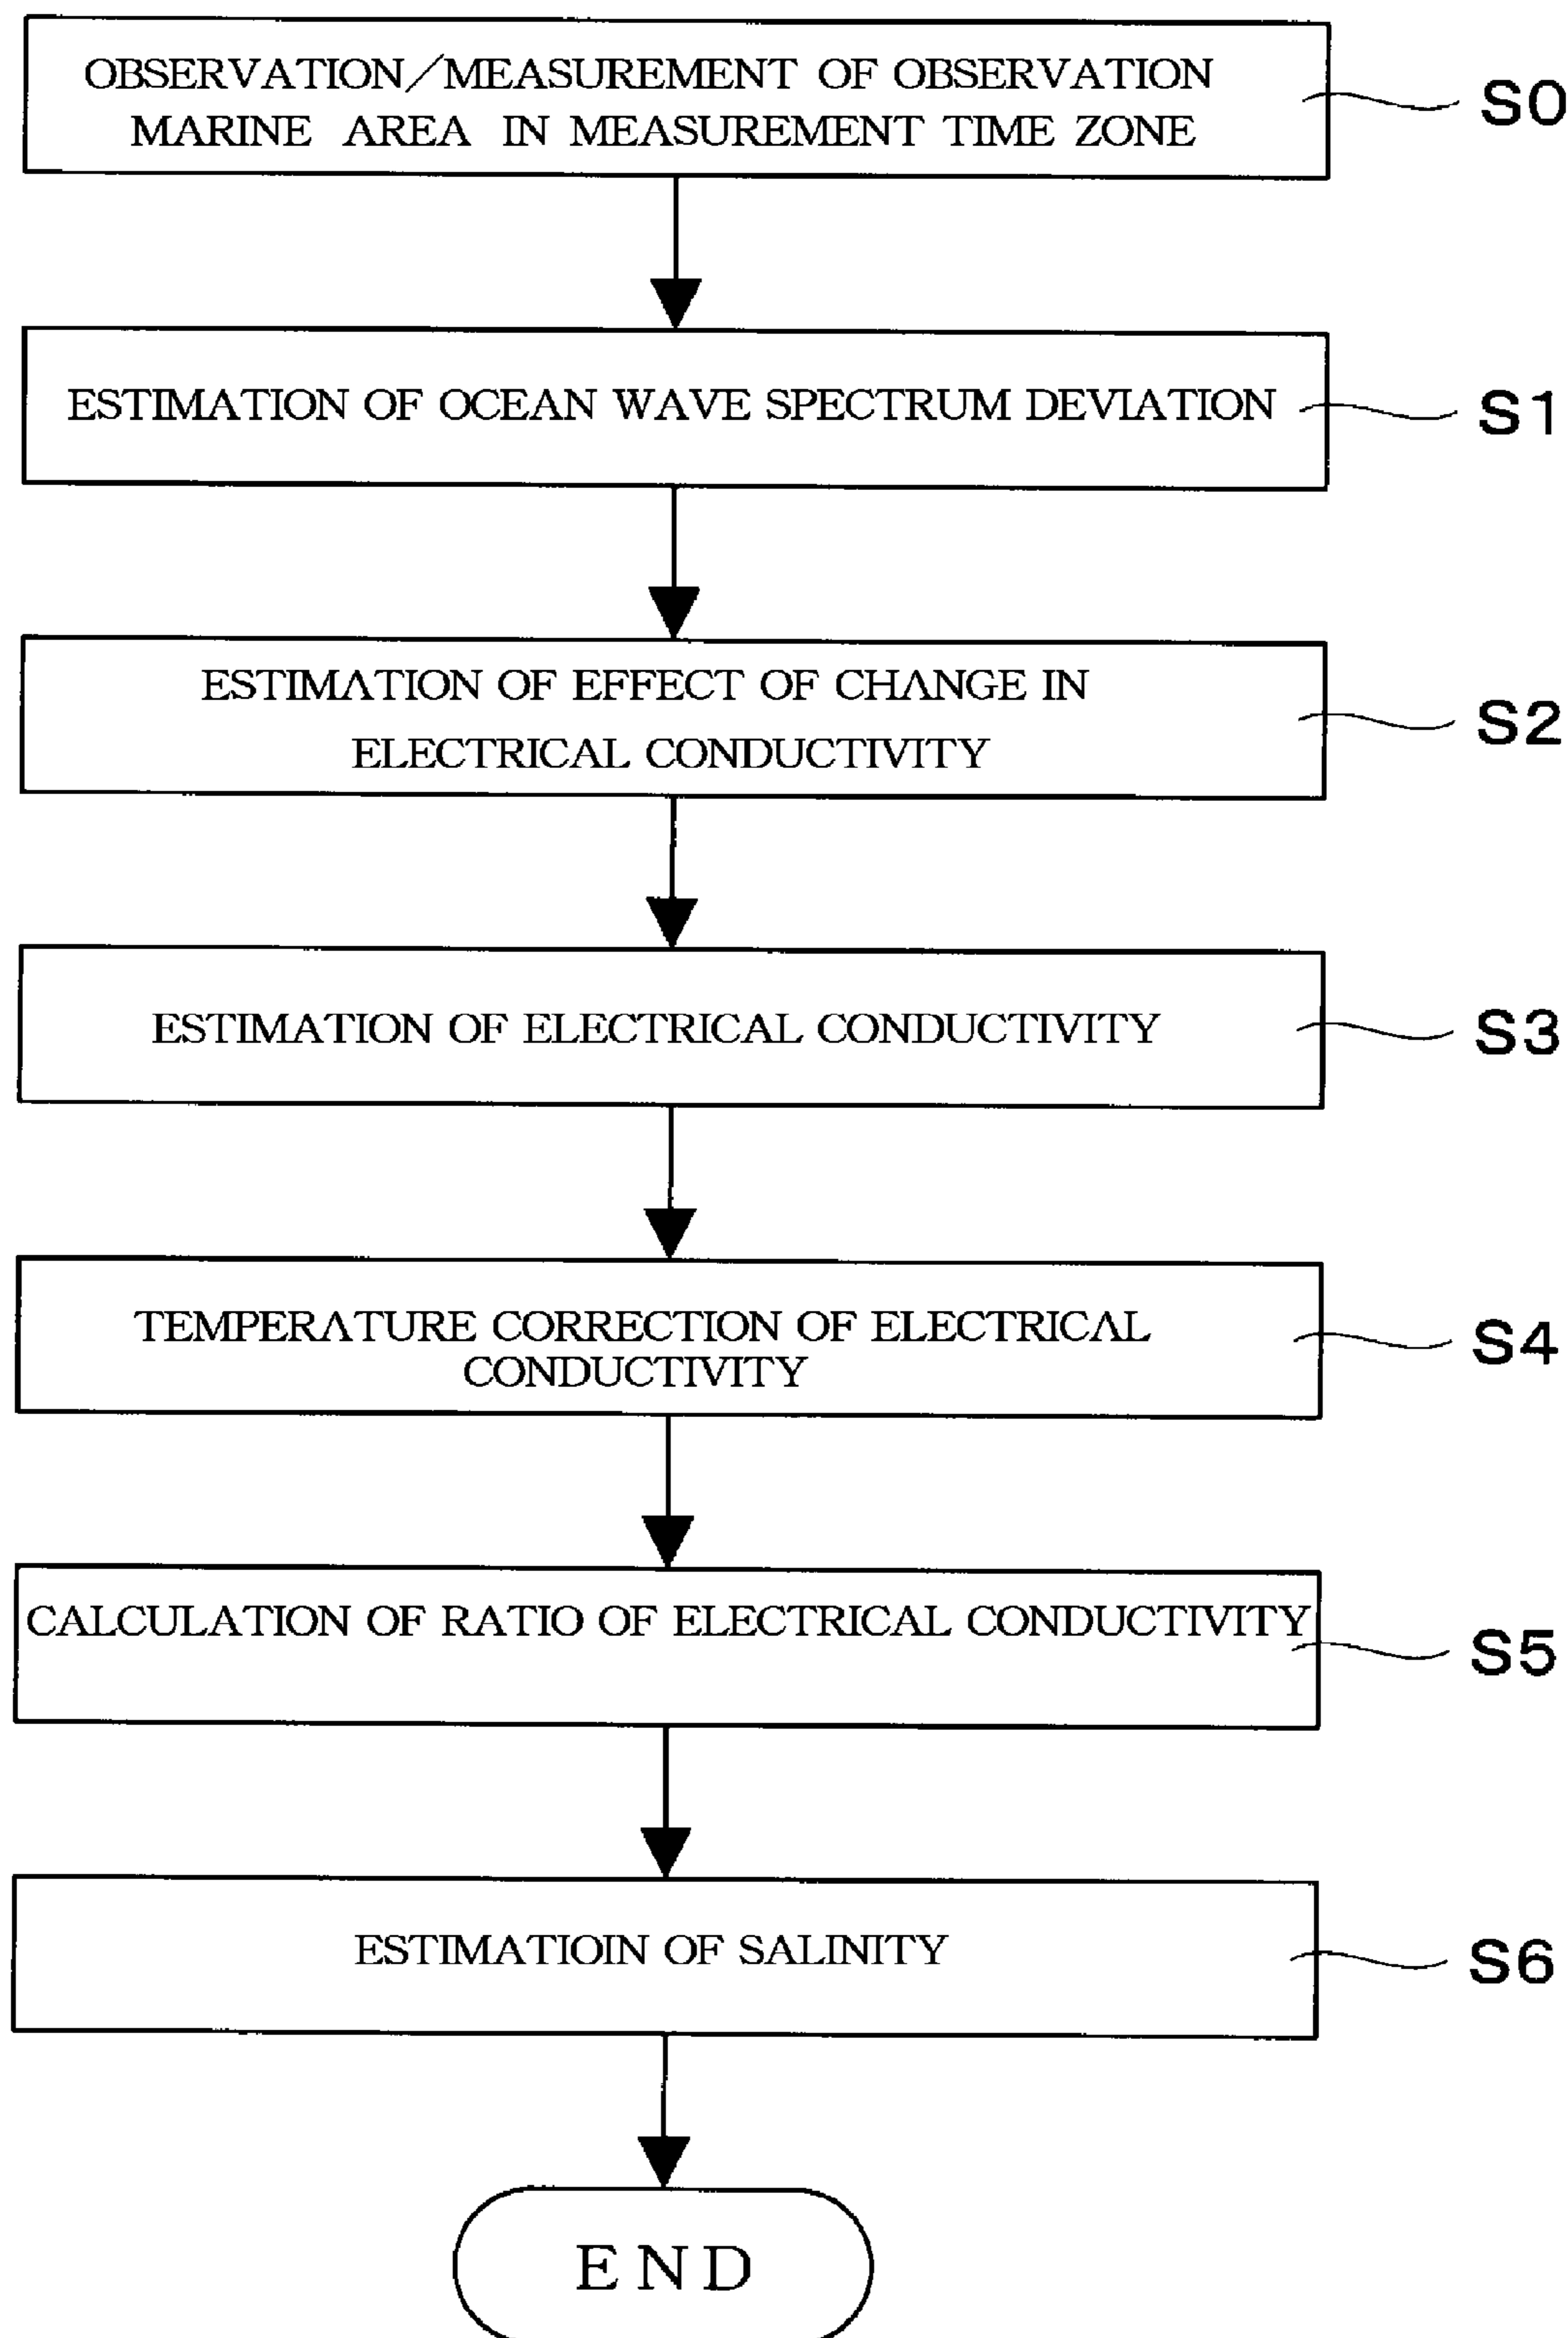 OBSERVATION/MEASUREMENT OF OBSERVATION
MARINE AREA IN MEASUREMENT TIME ZONE
S0
ESTIMATION OF OCEAN WAVE SPECTRUM DEVIATION
S1
ESTIMATION OF EFFECT OF CHANGE IN
ELECTRICAL CONDUCTIVITY
S2
ESTIMATION OF ELECTRICAL CONDUCTIVITY
S3
TEMPERATURE CORRECTION OF ELECTRICAL
CONDUCTIVITY
S4
CALCULATION OF RATIO OF ELECTRICAL CONDUCTIVITY
S5
ESTIMATIOIN OF SALINITY
S6
END